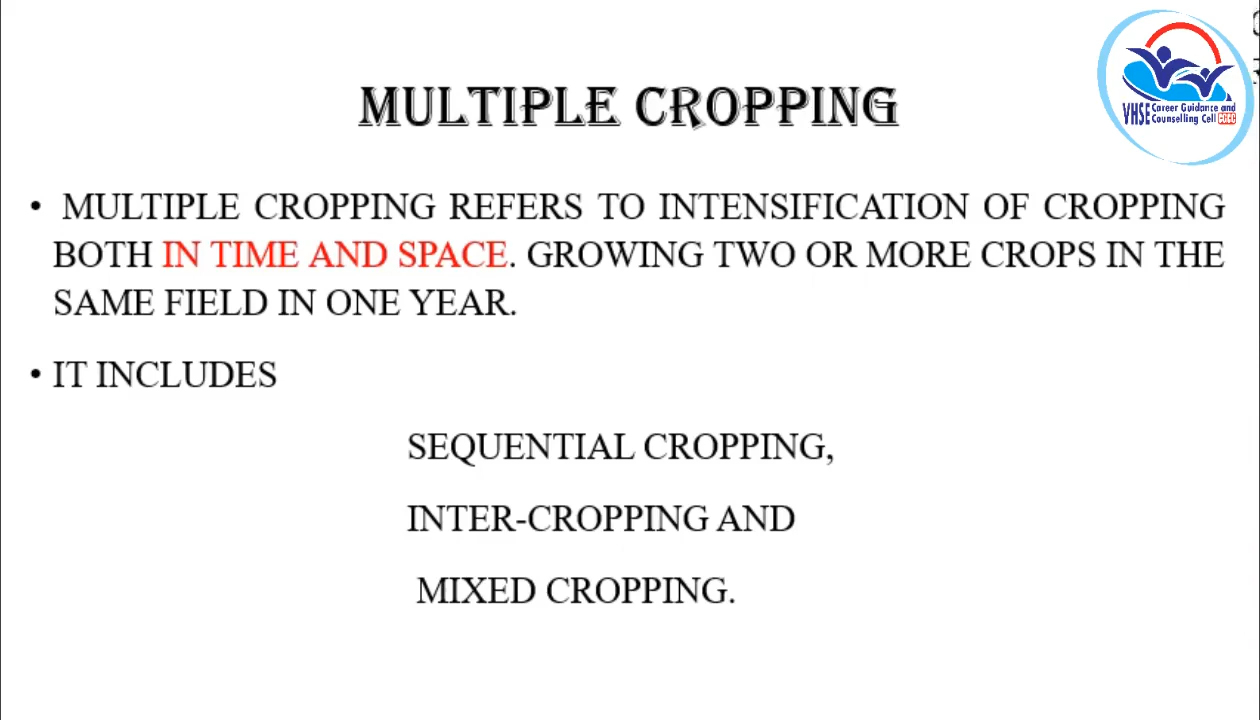 MULTIPLE CROPPING
• MULTIPLE CROPPING REFERS TO INTENSIFICATION OF CROPPING
BOTH IN TIME AND SPACE. GROWING TWO OR MORE CROPS IN THE
SAME FIELD IN ONE YEAR.
• IT INCLUDES
SEQUENTIAL CROPPING,
INTER-CROPPING AND
MIXED CROPPING.
VHSE Career Guidance and
Counselling Cell CGCC